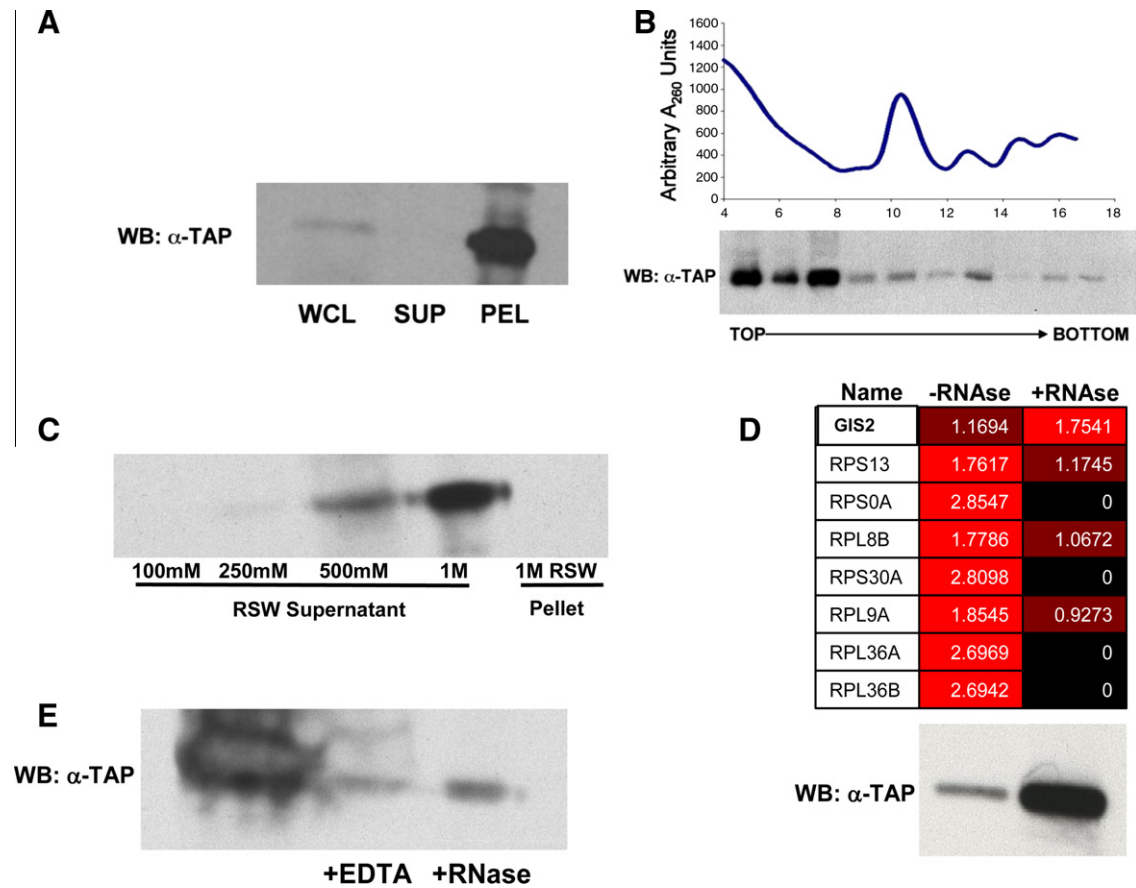 A
WB: α-TAP
WCL SUP PEL
B
Arbitrary A260 Units
1600
1400
1200
1000
800
600
400
200
0
4 6 8 10 12 14 16 18
WB: α-TAP
TOP BOTTOM
C
100mM 250mM 500mM 1M 1M RSW
RSW Supernatant Pellet
D
Name -RNAse +RNAse
GIS2 1.1694 1.7541
RPS13 1.7617 1.1745
RPS0A 2.8547 0
RPL8B 1.7786 1.0672
RPS30A 2.8098 0
RPL9A 1.8545 0.9273
RPL36A 2.6969 0
RPL36B 2.6942 0
WB: α-TAP
E
WB: α-TAP
+EDTA +RNase